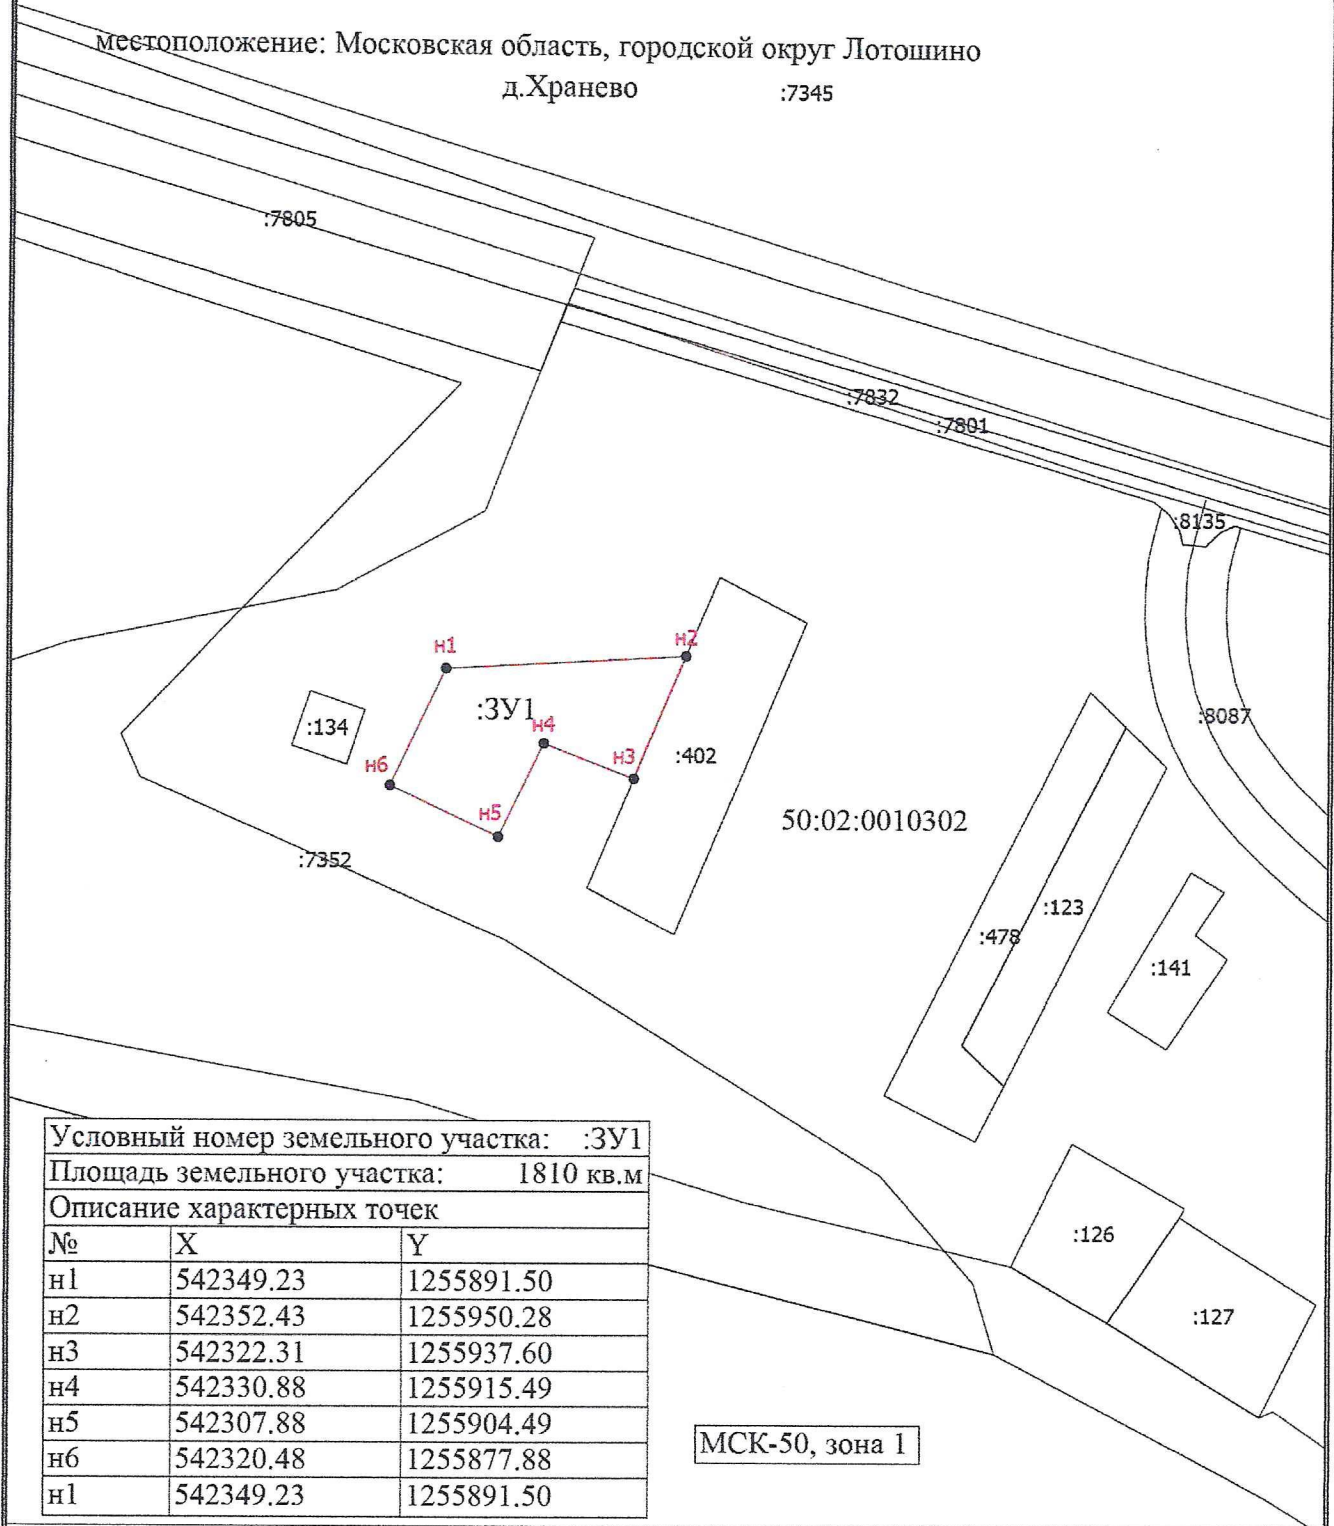 местоположение: Московская область, городской округ Лотошино
д.Хранево
:7345
:7805
:7832
:7801
:8135
н1
н2
:ЗУ1
н4
:134
н6
н3
:402
:8087
н5
50:02:0010302
:7352
:123
:478
:141
Условный номер земельного участка: :ЗУ1
Площадь земельного участка: 1810 кв.м
Описание характерных точек
№ X Y
н1 542349.23 1255891.50
н2 542352.43 1255950.28
н3 542322.31 1255937.60
н4 542330.88 1255915.49
н5 542307.88 1255904.49
н6 542320.48 1255877.88
н1 542349.23 1255891.50
:126
:127
МСК-50, зона 1